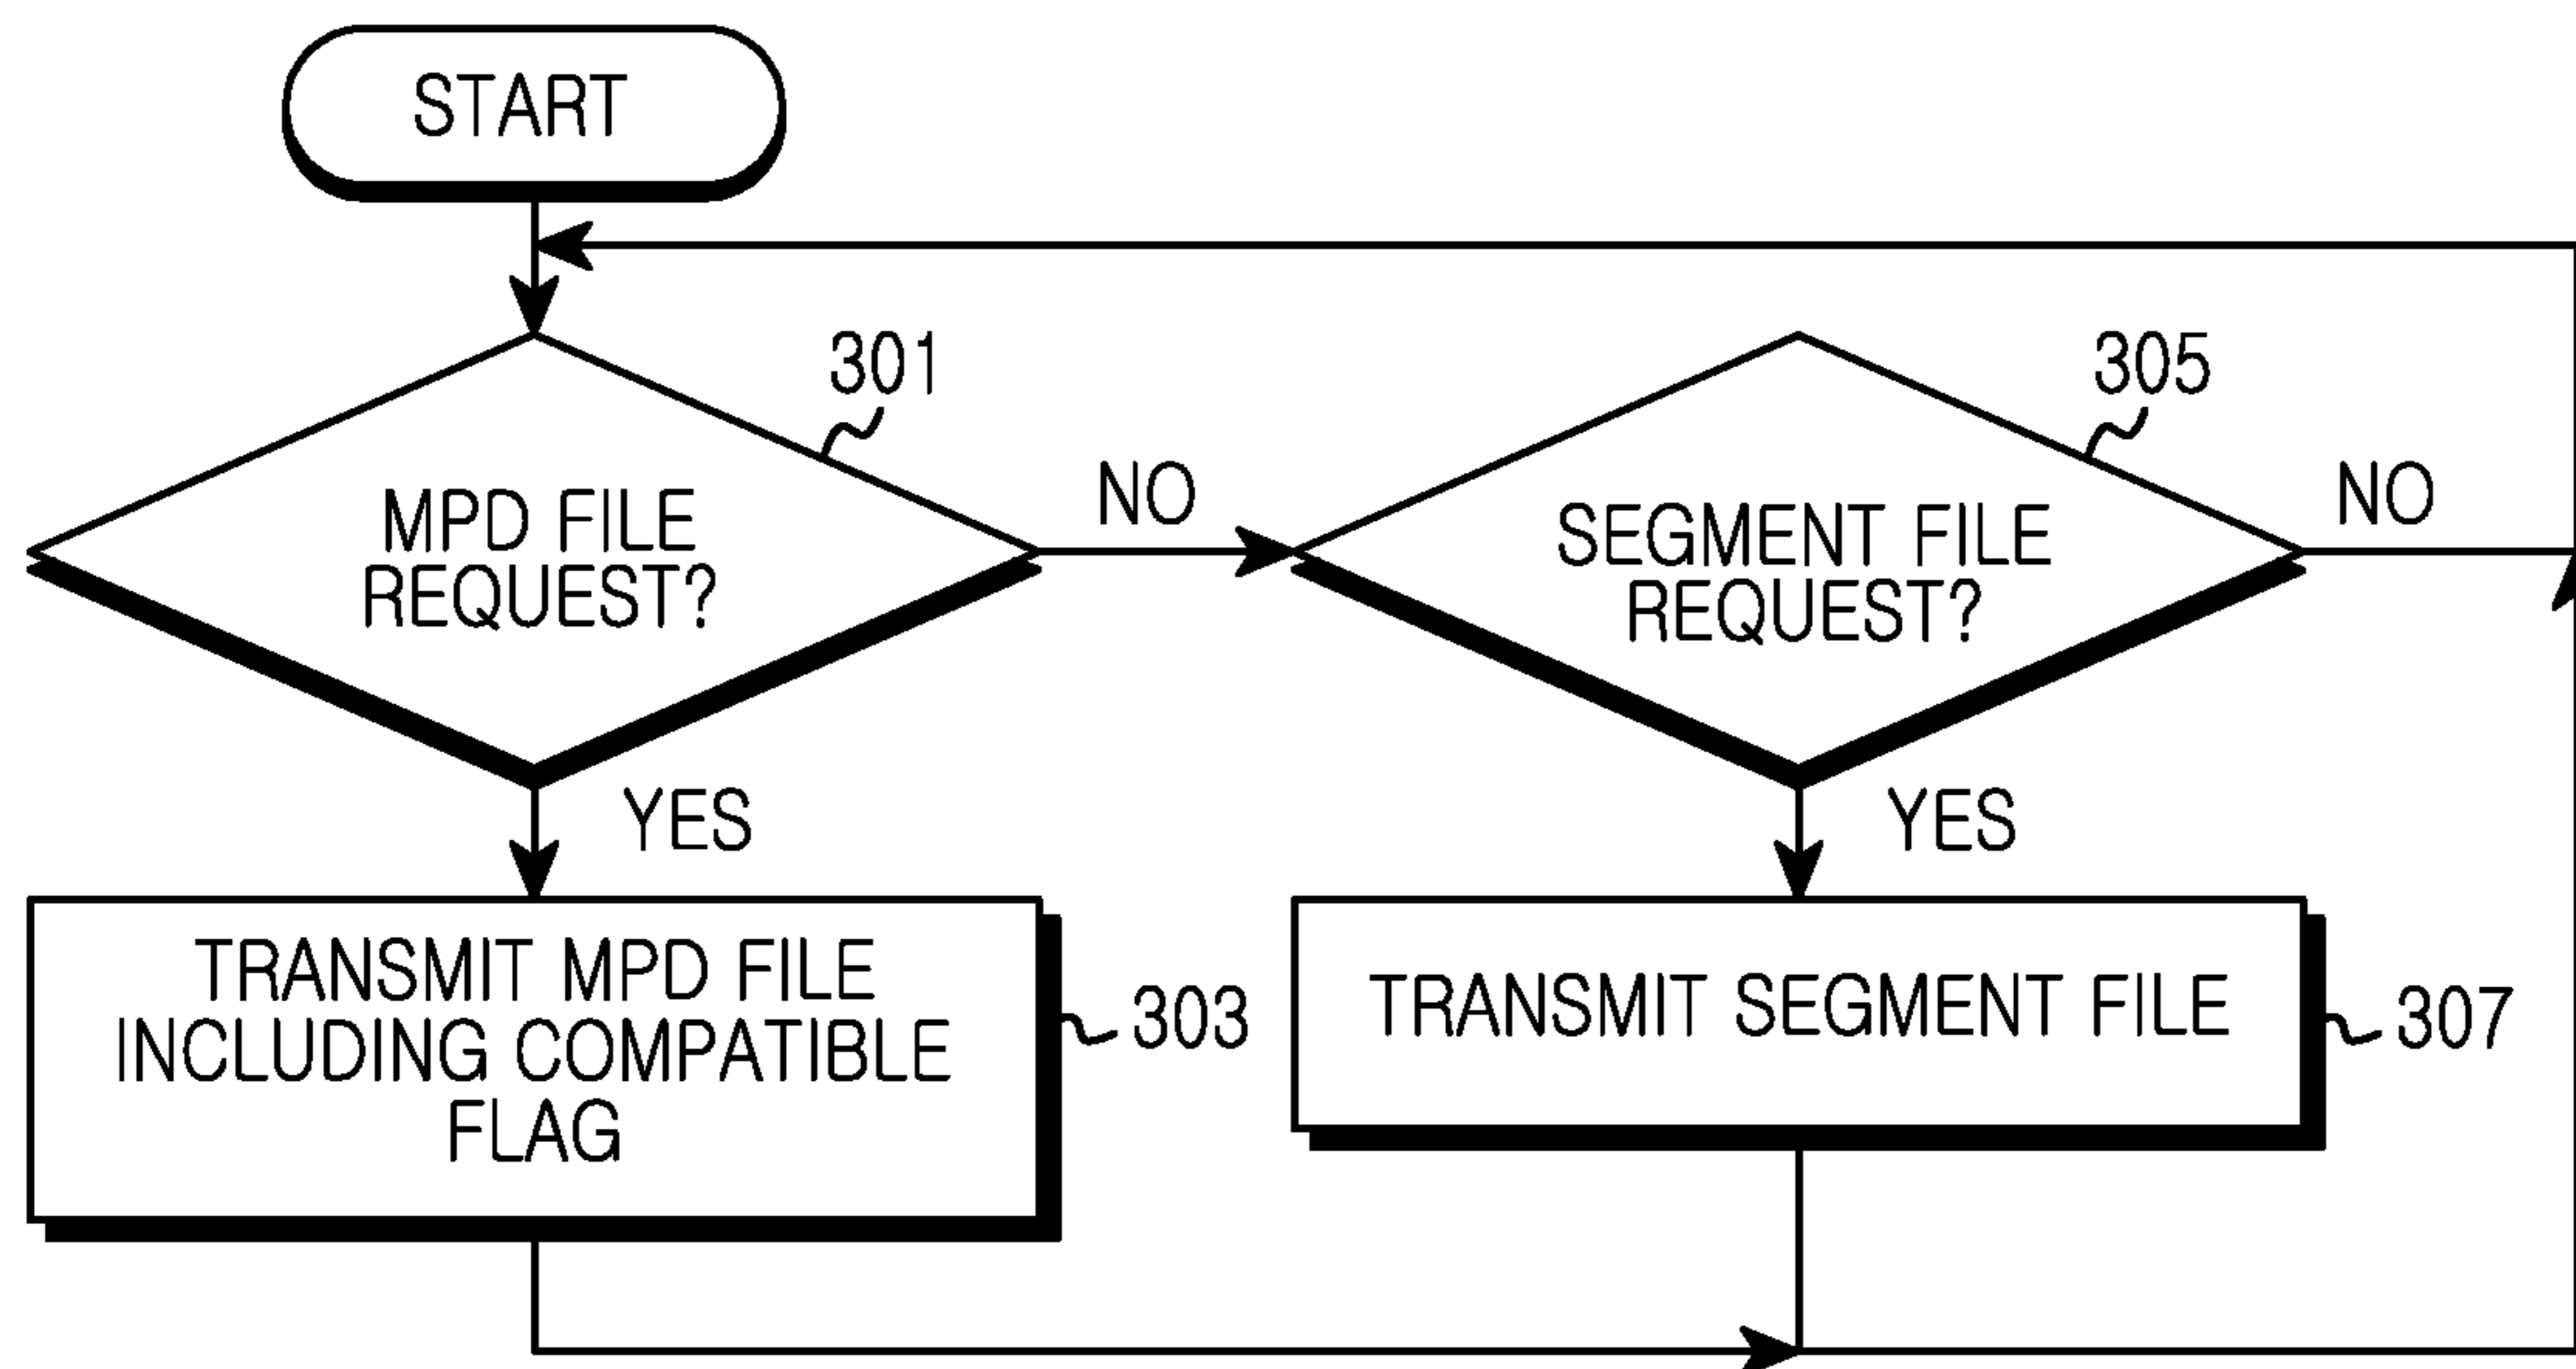 START
301
MPD FILE
REQUEST?
NO
305
SEGMENT FILE
REQUEST?
NO
YES
YES
TRANSMIT MPD FILE
INCLUDING COMPATIBLE
FLAG
303
TRANSMIT SEGMENT FILE
307